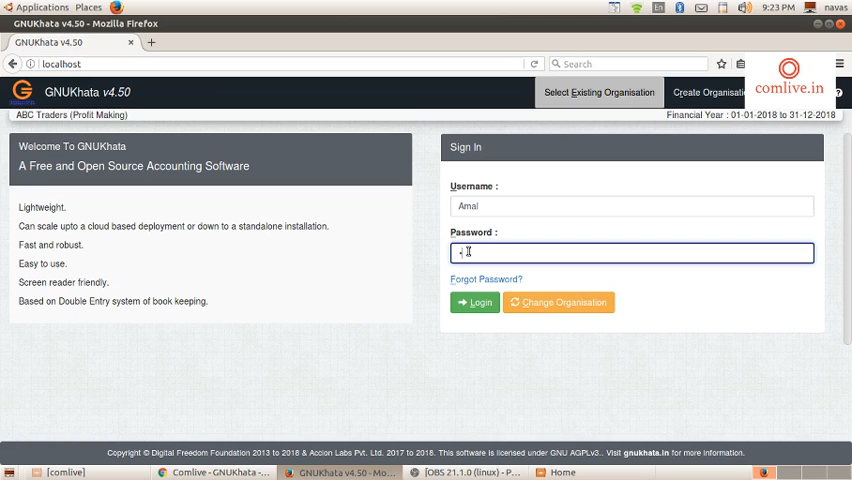 Applications Places En 9:23 PM navas
GNUKhata v4.50 - Mozilla Firefox
GNUKhata v4.50
localhost Search
GNUKhata v4.50 Select Existing Organisation Create Organisati
comlive.in
ABC Traders (Profit Making) Financial Year : 01-01-2018 to 31-12-2018
Welcome To GNUKhata
A Free and Open Source Accounting Software
Lightweight.
Can scale upto a cloud based deployment or down to a standalone installation.
Fast and robust.
Easy to use.
Screen reader friendly.
Based on Double Entry system of book keeping.
Sign In
Username :
Amal
Password :
Forgot Password?
Login Change Organisation
Copyright © Digital Freedom Foundation 2013 to 2018 & Accion Labs Pvt. Ltd. 2017 to 2018. This software is licensed under GNU AGPLv3.. Visit gnukhata.in for more information.
[comlive] Comlive - GNUKhata -... GNUKhata v4.50 - Mo... [OBS 21.1.0 (linux) - P... Home